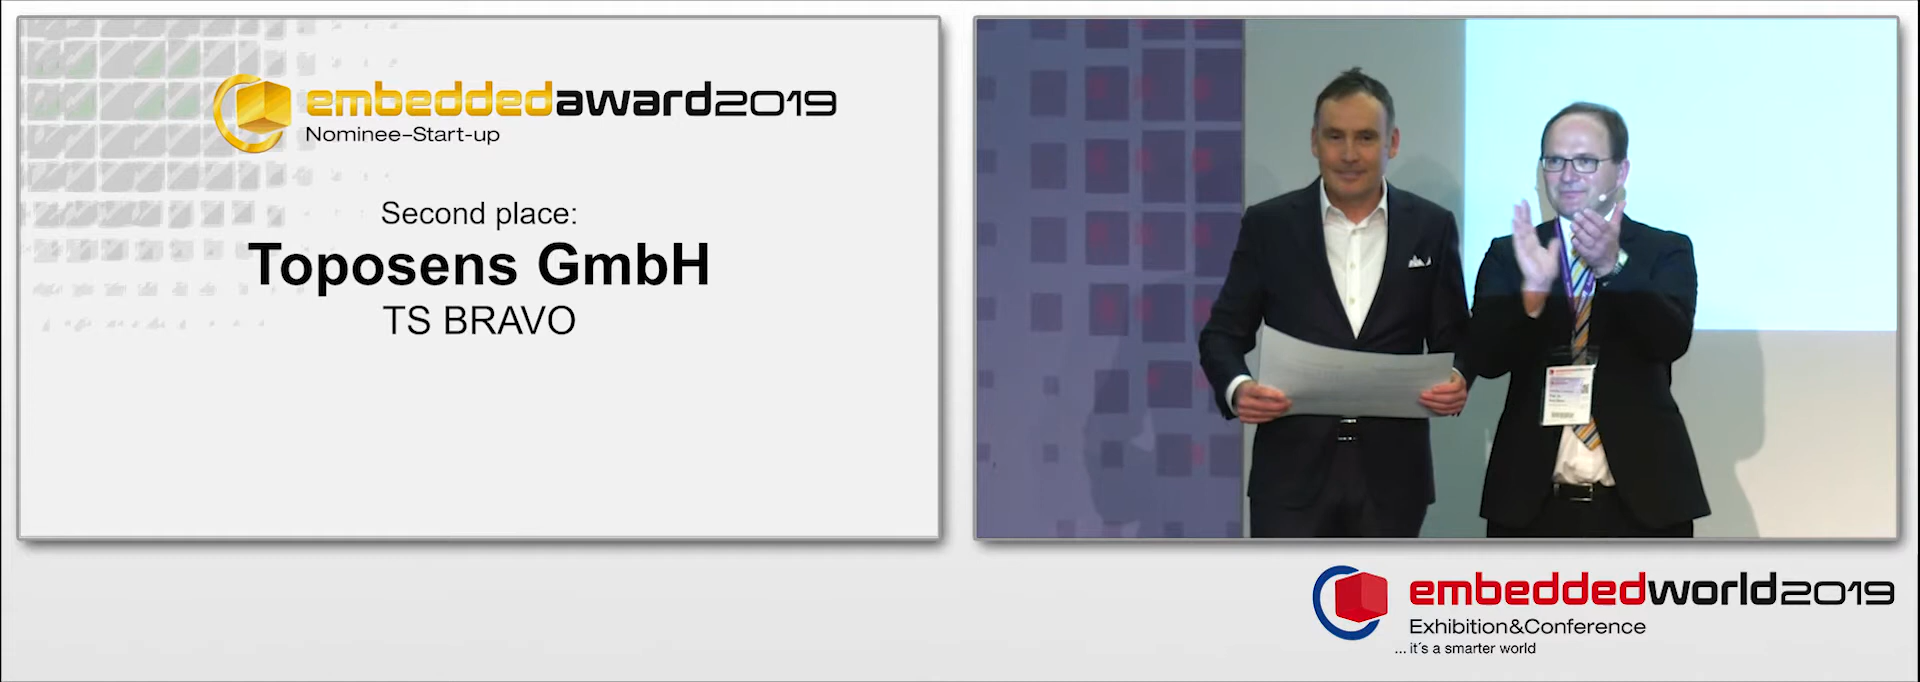 embeddedaward2019
Nominee-Start-up
Second place:
Toposens GmbH
TS BRAVO
embeddedworld2019
Exhibition&Conference
... it´s a smarter world